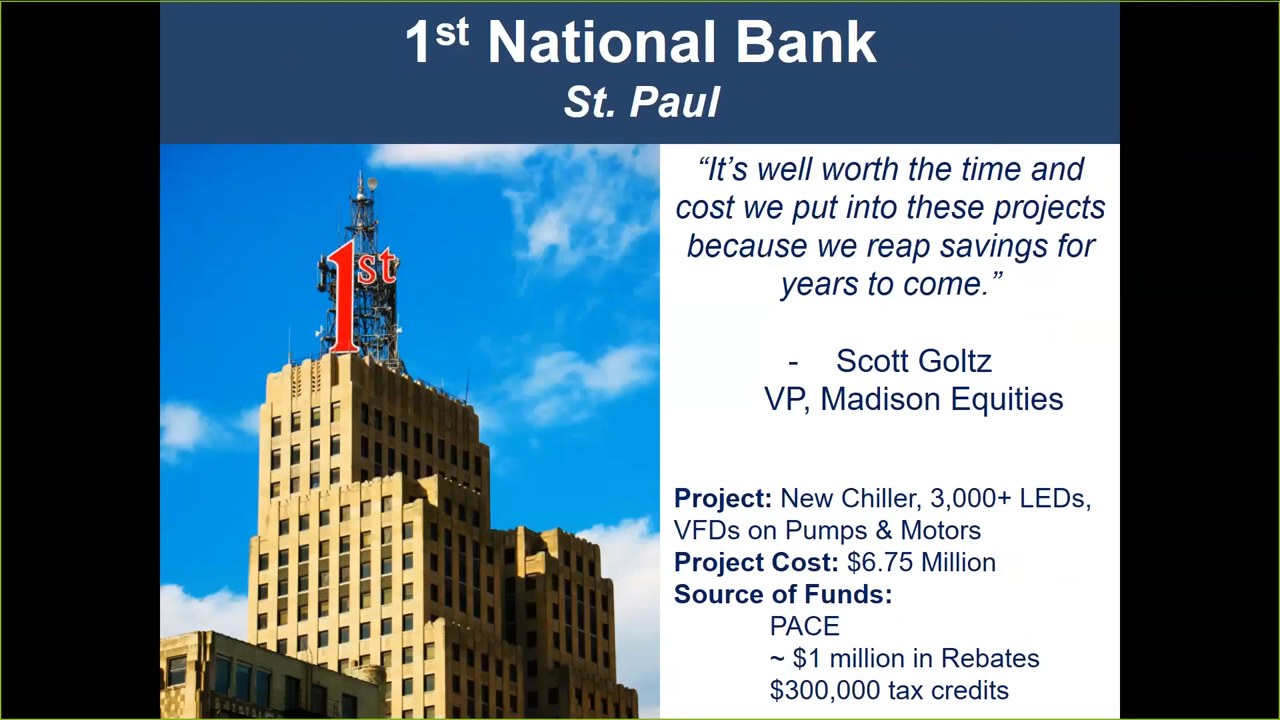 1st National Bank
St. Paul
1st
“It’s well worth the time and
cost we put into these projects
because we reap savings for
years to come.”
- Scott Goltz
VP, Madison Equities
Project: New Chiller, 3,000+ LEDs,
VFDs on Pumps & Motors
Project Cost: $6.75 Million
Source of Funds:
PACE
~ $1 million in Rebates
$300,000 tax credits